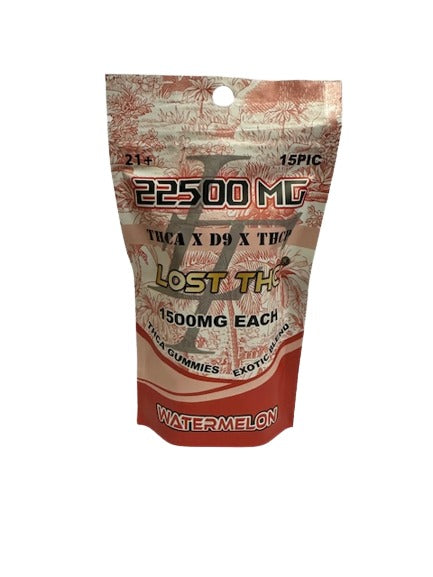 21+ 15PIC
22500 MG
THCA X D9 X THCP
LOST THC
1500MG EACH
THCA GUMMIES EXOTIC BLEND
WATERMELON